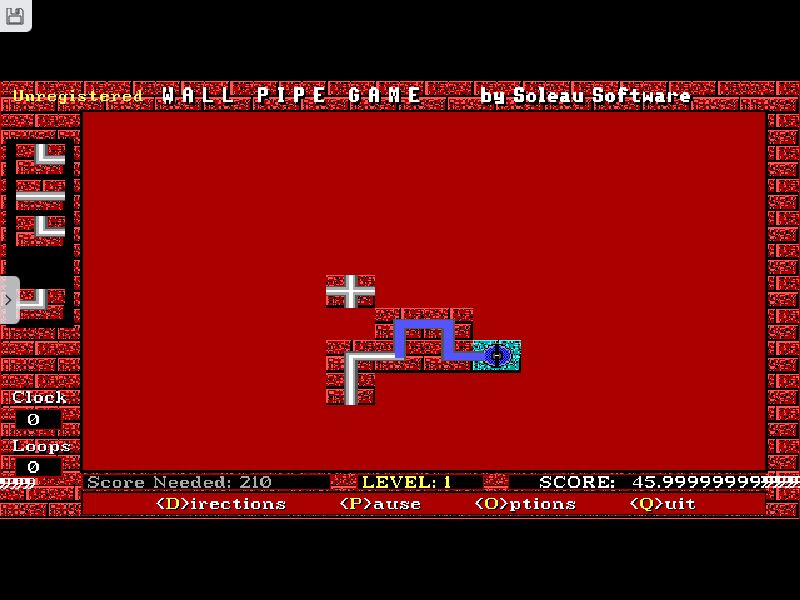 Unregistered WALL PIPE GAME by Soleau Software
Clock
0
Loops
0
Score Needed: 210 LEVEL: 1 SCORE: 45.9999999999
<D>irections <P>ause <O>ptions <Q>uit